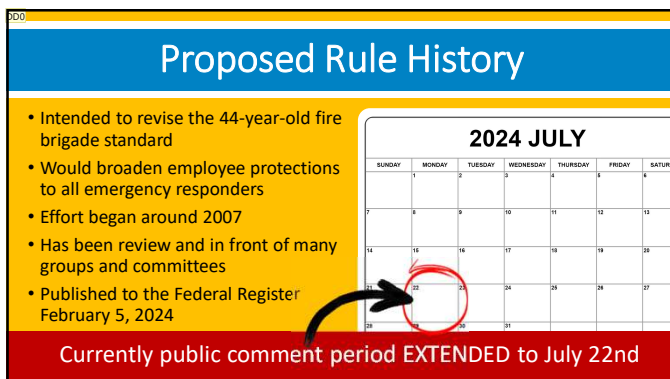 DD0
Proposed Rule History
• Intended to revise the 44-year-old fire
brigade standard
• Would broaden employee protections
to all emergency responders
• Effort began around 2007
• Has been review and in front of many
groups and committees
• Published to the Federal Register
February 5, 2024
2024 JULY
SUNDAY MONDAY TUESDAY WEDNESDAY THURSDAY FRIDAY SATUR
1 2 3 4 5 6
7 8 9 10 11 12 13
14 15 16 17 18 19 20
21 22 23 24 25 26 27
28 29 30 31
Currently public comment period EXTENDED to July 22nd